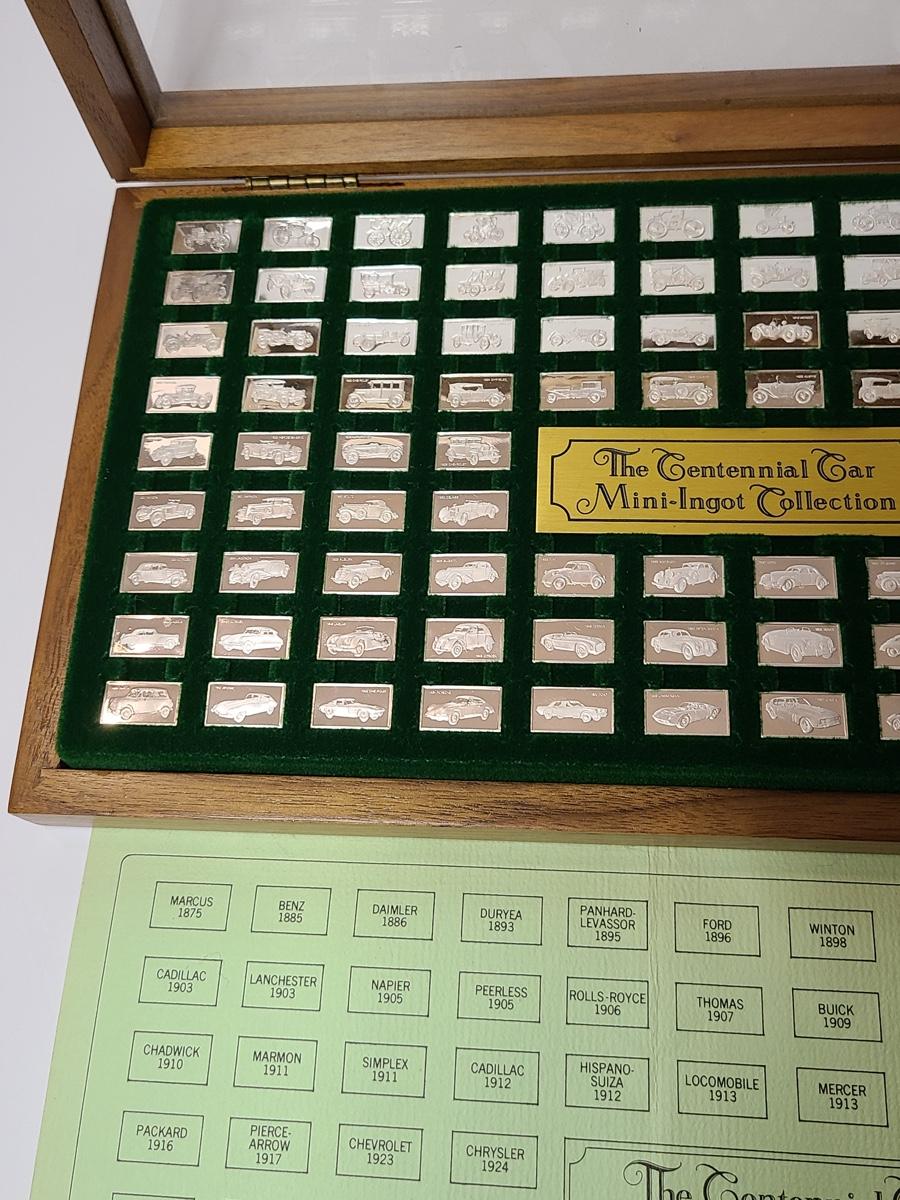 The Centennial Car
Mini-Ingot Collection
MARCUS
1875
BENZ
1885
DAIMLER
1886
DURYEA
1893
PANHARD-
LEVASSOR
1895
FORD
1896
WINTON
1898
CADILLAC
1903
LANCHESTER
1903
NAPIER
1905
PEERLESS
1905
ROLLS-ROYCE
1906
THOMAS
1907
BUICK
1909
CHADWICK
1910
MARMON
1911
SIMPLEX
1911
CADILLAC
1912
HISPANO-
SUIZA
1912
LOCOMOBILE
1913
MERCER
1913
PACKARD
1916
PIERCE-
ARROW
1917
CHEVROLET
1923
CHRYSLER
1924
The Centennial